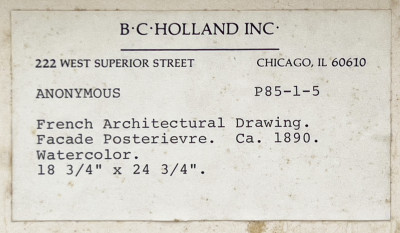 B·C·HOLLAND INC·
222 WEST SUPERIOR STREET CHICAGO, IL 60610
ANONYMOUS P85-1-5
French Architectural Drawing.
Facade Posterievre. Ca. 1890.
Watercolor.
18 3/4" x 24 3/4".